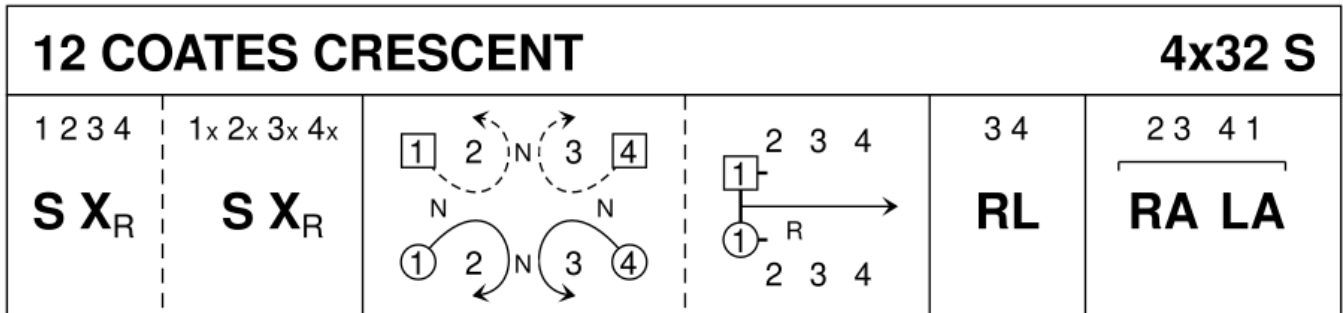 12 COATES CRESCENT 4x32 S
1 2 3 4
S XR
1x 2x 3x 4x
S XR
1 2 N 3 4
N N
1 2 N 3 4
2 3 4
1
1 R
2 3 4
3 4
RL
2 3 4 1
RA LA